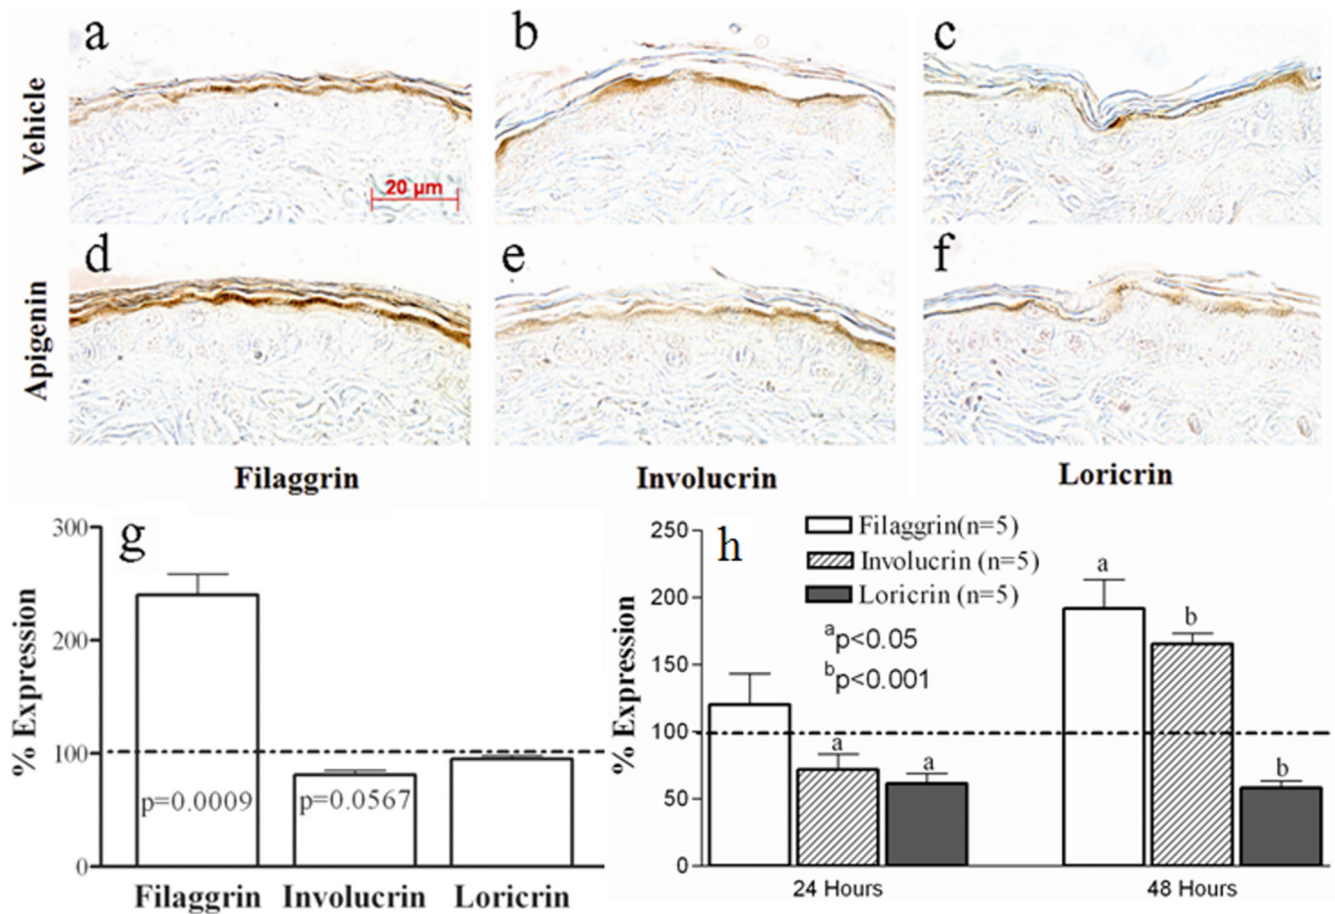 a
b
c
Vehicle
20 µm
d
e
f
Apigenin
Filaggrin
Involucrin
Loricrin
g
300
200
100
0
% Expression
p=0.0009
p=0.0567
Filaggrin
Involucrin
Loricrin
h
250
200
150
100
50
0
% Expression
Filaggrin(n=5)
Involucrin (n=5)
Loricrin (n=5)
ap<0.05
bp<0.001
a
a
a
b
b
24 Hours
48 Hours